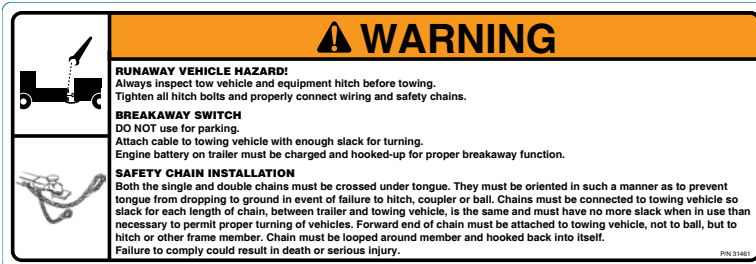 WARNING
RUNAWAY VEHICLE HAZARD!
Always inspect tow vehicle and equipment hitch before towing.
Tighten all hitch bolts and properly connect wiring and safety chains.
BREAKAWAY SWITCH
DO NOT use for parking.
Attach cable to towing vehicle with enough slack for turning.
Engine battery on trailer must be charged and hooked-up for proper breakaway function.
SAFETY CHAIN INSTALLATION
Both the single and double chains must be crossed under tongue. They must be oriented in such a manner as to prevent
tongue from dropping to ground in event of failure to hitch, coupler or ball. Chains must be connected to towing vehicle so
slack for each length of chain, between trailer and towing vehicle, is the same and must have no more slack when in use than
necessary to permit proper turning of vehicles. Forward end of chain must be attached to towing vehicle, not to ball, but to
hitch or other frame member. Chain must be looped around member and hooked back into itself.
Failure to comply could result in death or serious injury.
P/N 31461